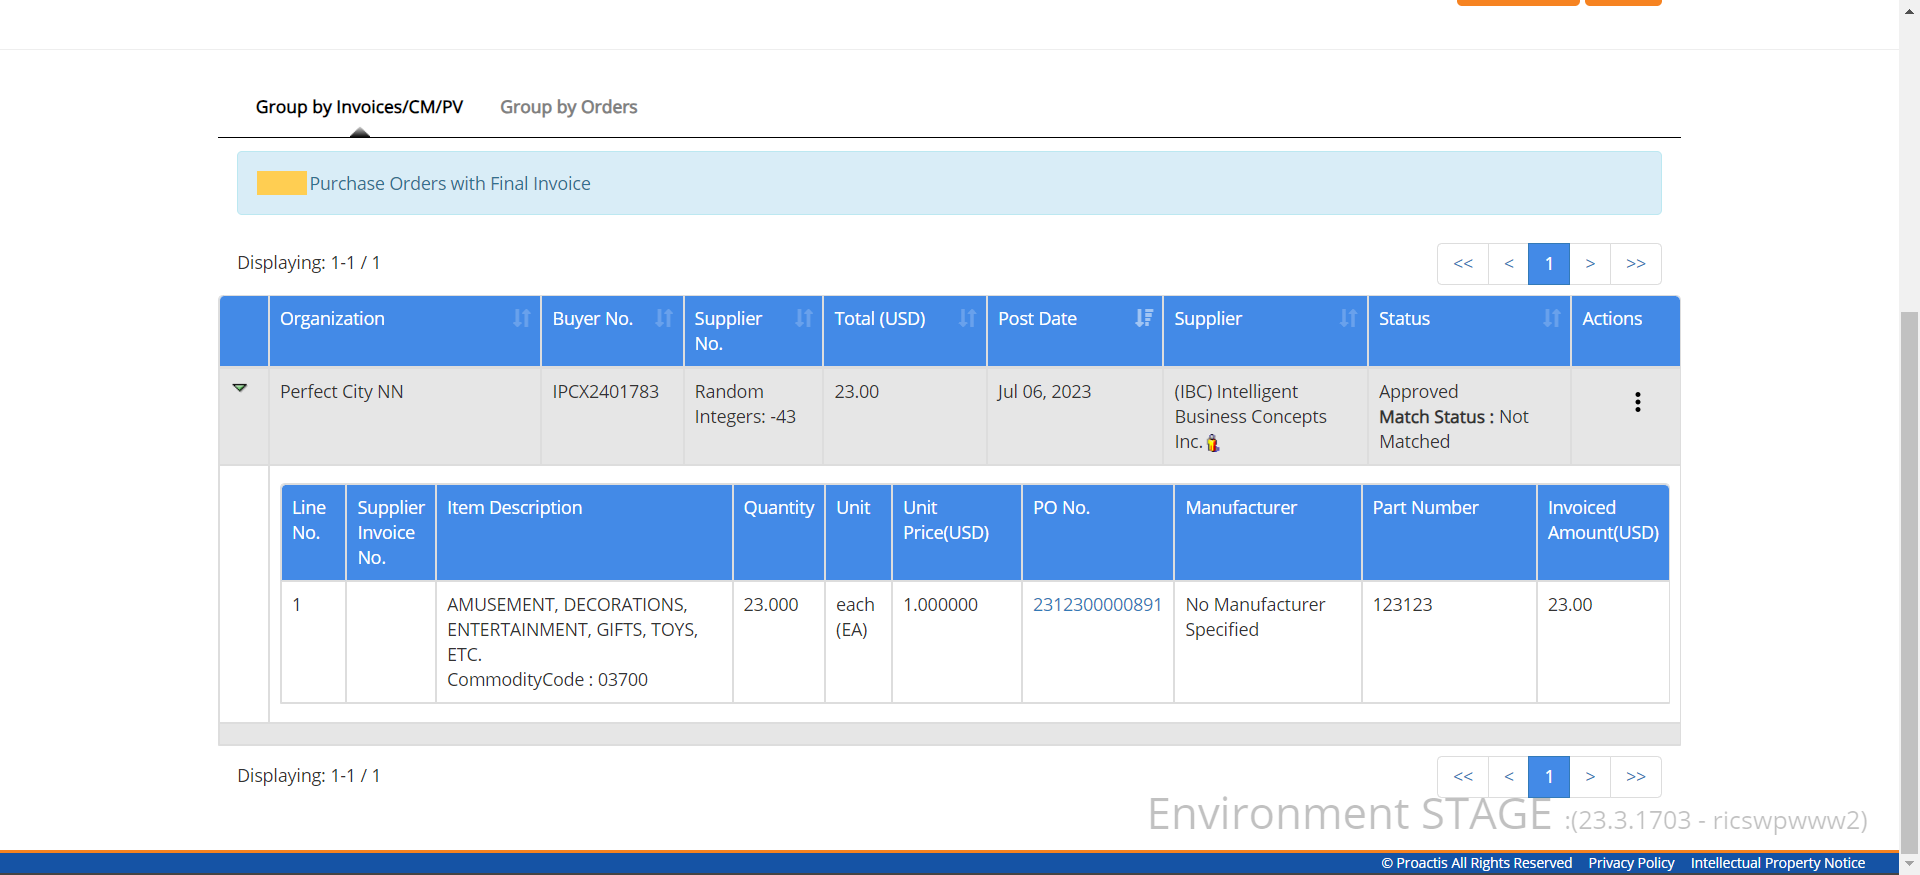 Group by Invoices/CM/PV Group by Orders
Purchase Orders with Final Invoice
Displaying: 1-1 / 1
<< < 1 > >>
Organization Buyer No. Supplier No. Total (USD) Post Date Supplier Status Actions
Perfect City NN IPCX2401783 Random Integers: -43 23.00 Jul 06, 2023 (IBC) Intelligent Business Concepts Inc. Approved Match Status : Not Matched
Line No. Supplier Invoice No. Item Description Quantity Unit Unit Price(USD) PO No. Manufacturer Part Number Invoiced Amount(USD)
1 AMUSEMENT, DECORATIONS, ENTERTAINMENT, GIFTS, TOYS, ETC. CommodityCode : 03700 23.000 each (EA) 1.000000 2312300000891 No Manufacturer Specified 123123 23.00
Displaying: 1-1 / 1
<< < 1 > >>
Environment STAGE :(23.3.1703 - ricswpwww2)
© Proactis All Rights Reserved Privacy Policy Intellectual Property Notice